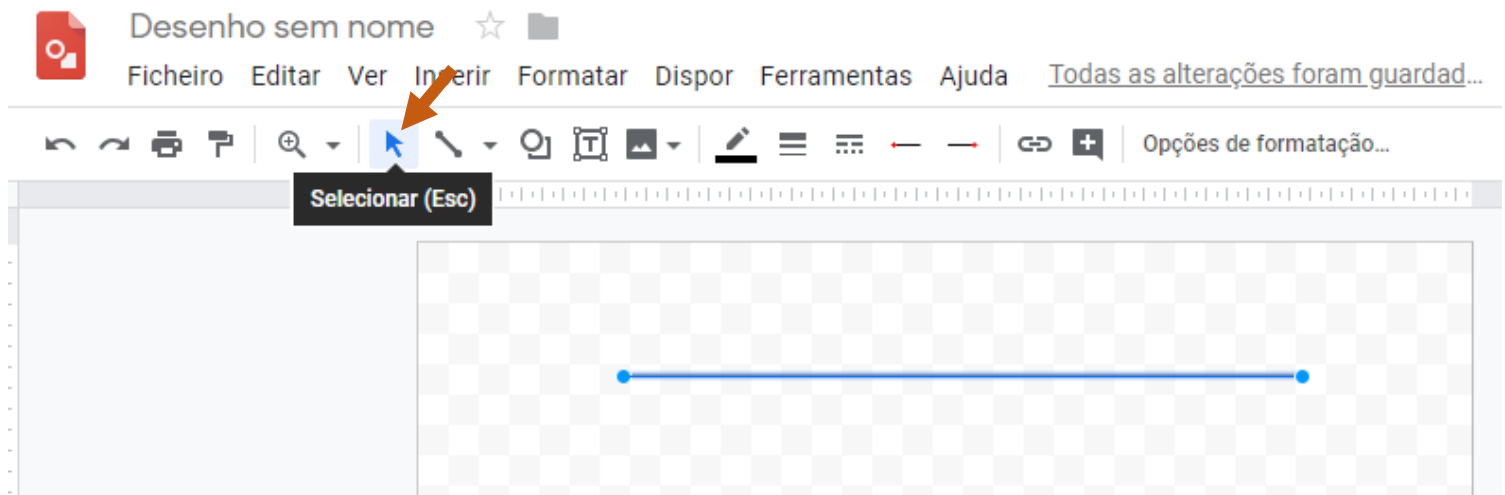 Desenho sem nome
Ficheiro Editar Ver Inserir Formatar Dispor Ferramentas Ajuda Todas as alterações foram guardad...
Opções de formatação...
Selecionar (Esc)